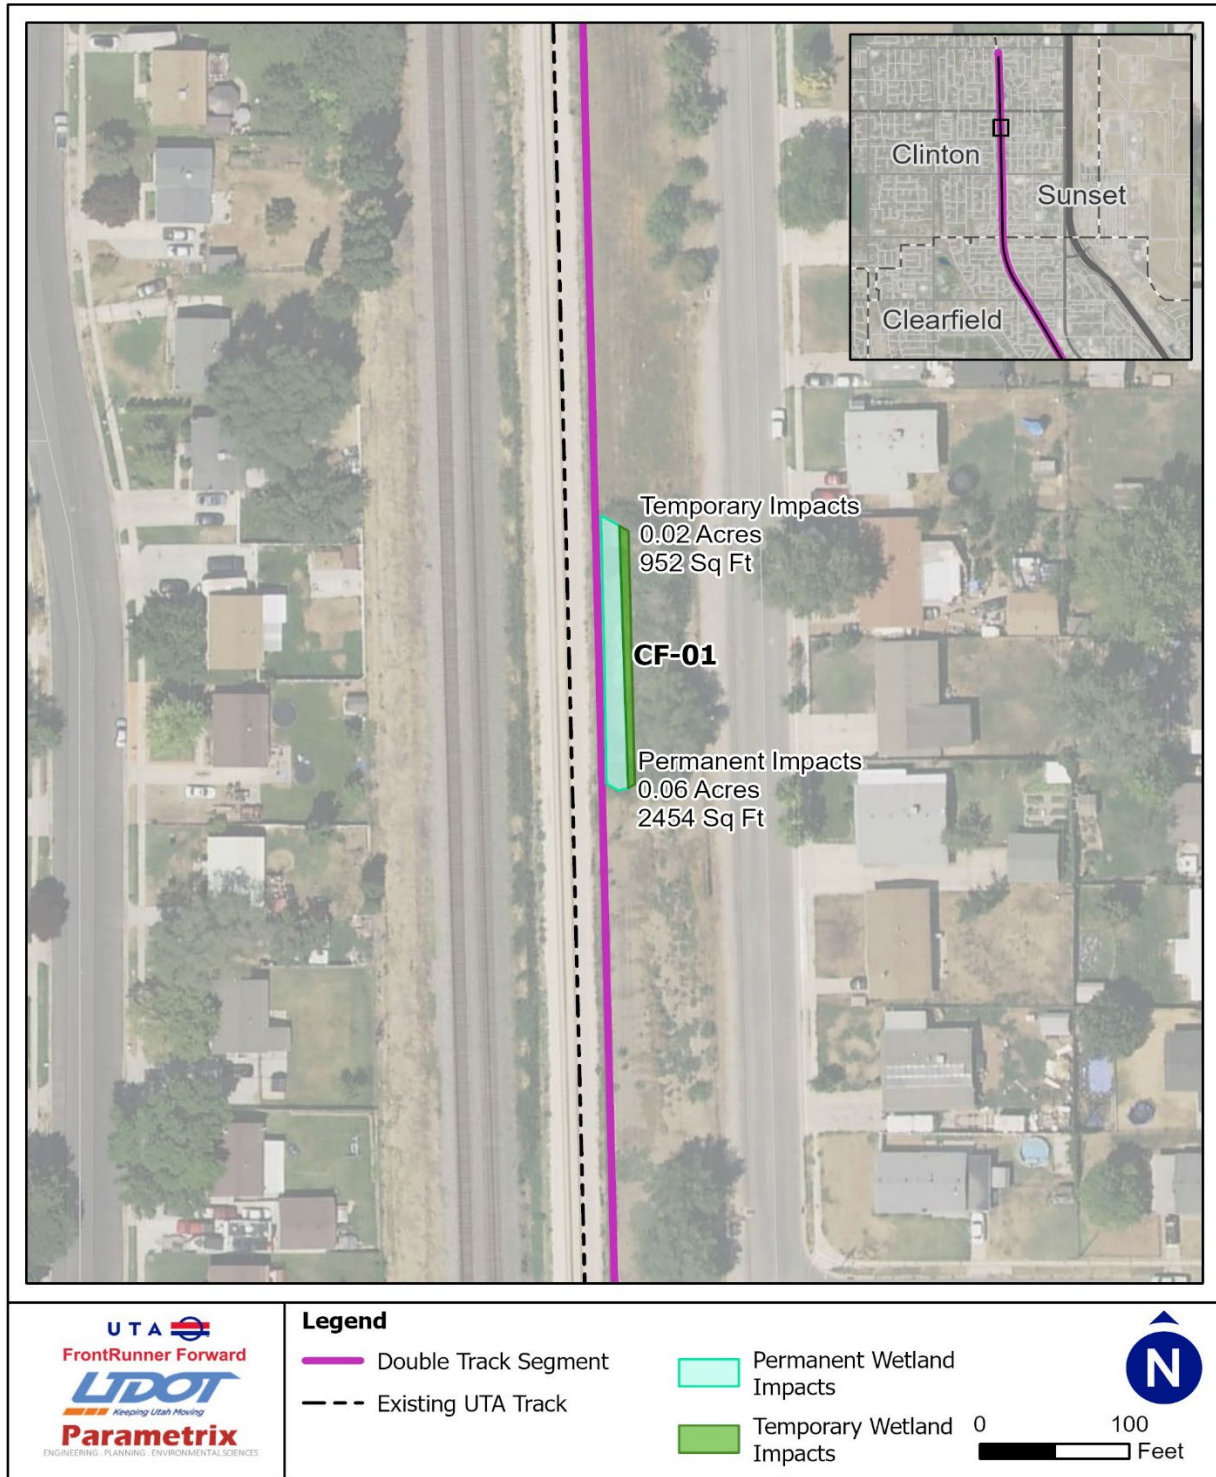 Clinton
Sunset
Clearfield
Temporary Impacts
0.02 Acres
952 Sq Ft
CF-01
Permanent Impacts
0.06 Acres
2454 Sq Ft
UTA
FrontRunner Forward
UDOT
Keeping Utah Moving
Parametrix
ENGINEERING . PLANNING . ENVIRONMENTAL SCIENCES
Legend
Double Track Segment
Existing UTA Track
Permanent Wetland
Impacts
Temporary Wetland
Impacts
N
0 100
Feet